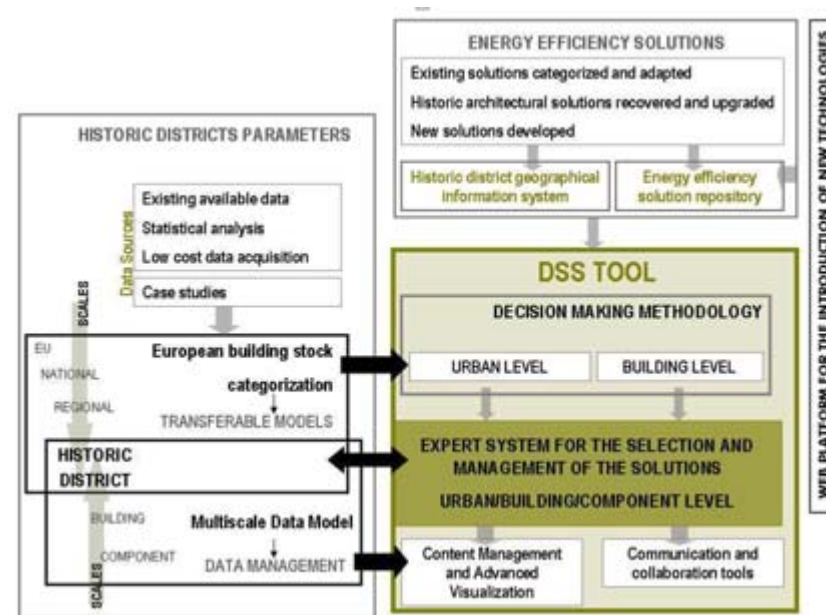 ENERGY EFFICIENCY SOLUTIONS
Existing solutions categorized and adapted
Historic architectural solutions recovered and upgraded
New solutions developed
Historic district geographical
information system
Energy efficiency
solution repository
WEB PLATFORM FOR THE INTRODUCTION OF NEW TECHNOLOGIES
HISTORIC DISTRICTS PARAMETERS
Data Sources
Existing available data
Statistical analysis
Low cost data acquisition
Case studies
SCALES
EU
NATIONAL
REGIONAL
European building stock
categorization
TRANSFERABLE MODELS
HISTORIC
DISTRICT
BUILDING
COMPONENT
SCALES
Multiscale Data Model
DATA MANAGEMENT
DSS TOOL
DECISION MAKING METHODOLOGY
URBAN LEVEL
BUILDING LEVEL
EXPERT SYSTEM FOR THE SELECTION AND
MANAGEMENT OF THE SOLUTIONS
URBAN/BUILDING/COMPONENT LEVEL
Content Management
and Advanced
Visualization
Communication and
collaboration tools